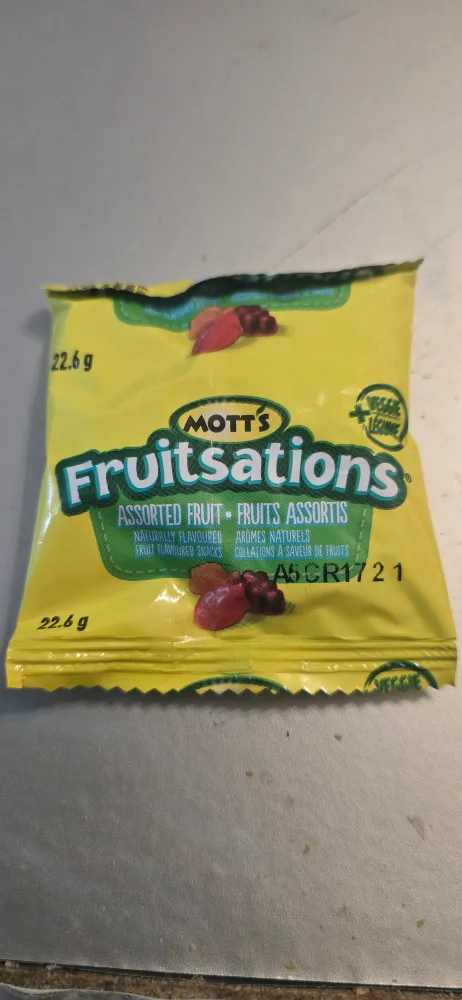 22.6 g
MOTT'S
+ VEGGIE
LÉGUME
Fruitsations®
ASSORTED FRUIT • FRUITS ASSORTIS
NATURALLY FLAVOURED ARÔMES NATURELS
FRUIT FLAVOURED SNACKS COLLATIONS À SAVEUR DE FRUITS
A5CR1721
22.6 g
VEGGIE